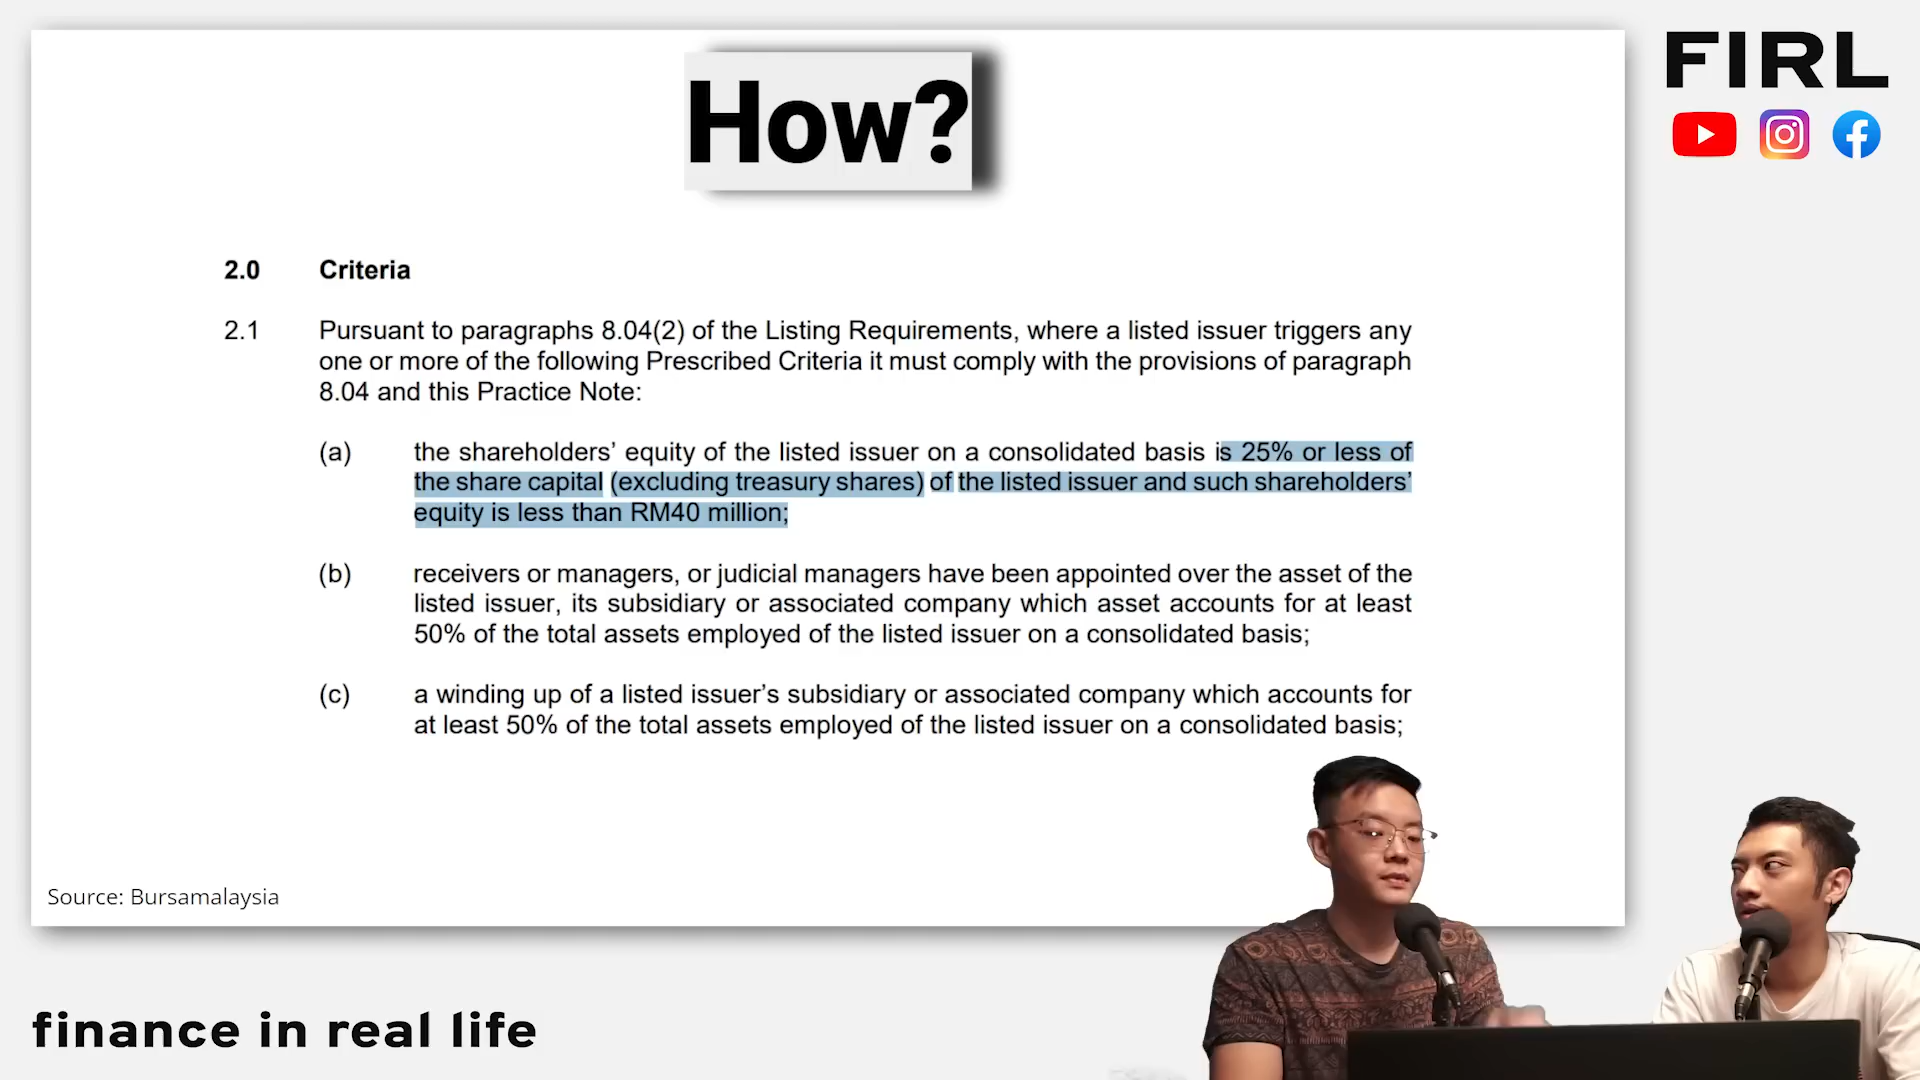 How?
FIRL
2.0 Criteria
2.1 Pursuant to paragraphs 8.04(2) of the Listing Requirements, where a listed issuer triggers any
one or more of the following Prescribed Criteria it must comply with the provisions of paragraph
8.04 and this Practice Note:
(a) the shareholders’ equity of the listed issuer on a consolidated basis is 25% or less of
the share capital (excluding treasury shares) of the listed issuer and such shareholders’
equity is less than RM40 million;
(b) receivers or managers, or judicial managers have been appointed over the asset of the
listed issuer, its subsidiary or associated company which asset accounts for at least
50% of the total assets employed of the listed issuer on a consolidated basis;
(c) a winding up of a listed issuer’s subsidiary or associated company which accounts for
at least 50% of the total assets employed of the listed issuer on a consolidated basis;
Source: Bursamalaysia
finance in real life